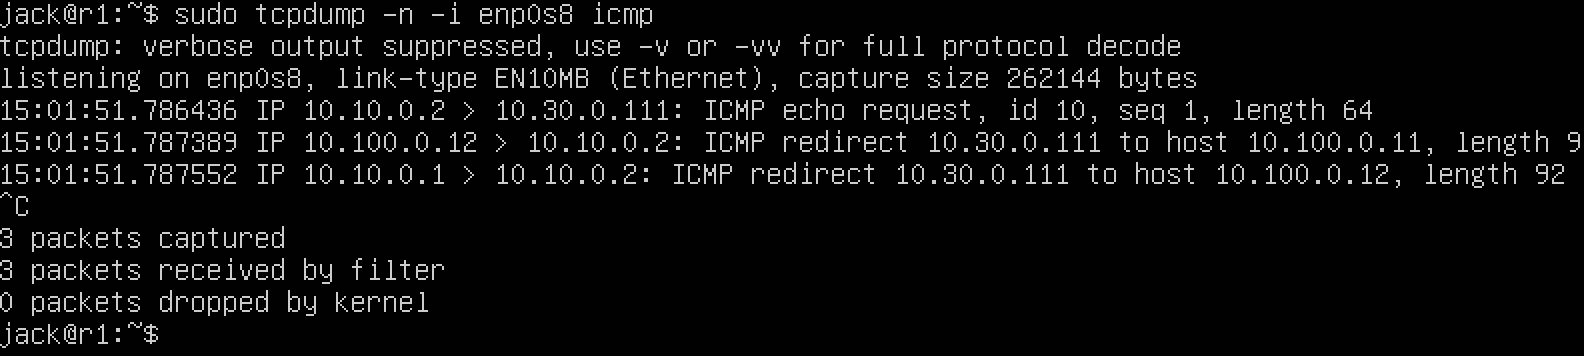 jack@r1:~$ sudo tcpdump -n -i enp0s8 icmp
tcpdump: verbose output suppressed, use -v or -vv for full protocol decode
listening on enp0s8, link-type EN10MB (Ethernet), capture size 262144 bytes
15:01:51.786436 IP 10.10.0.2 > 10.30.0.111: ICMP echo request, id 10, seq 1, length 64
15:01:51.787389 IP 10.100.0.12 > 10.10.0.2: ICMP redirect 10.30.0.111 to host 10.100.0.11, length 9
15:01:51.787552 IP 10.10.0.1 > 10.10.0.2: ICMP redirect 10.30.0.111 to host 10.100.0.12, length 92
^C
3 packets captured
3 packets received by filter
0 packets dropped by kernel
jack@r1:~$